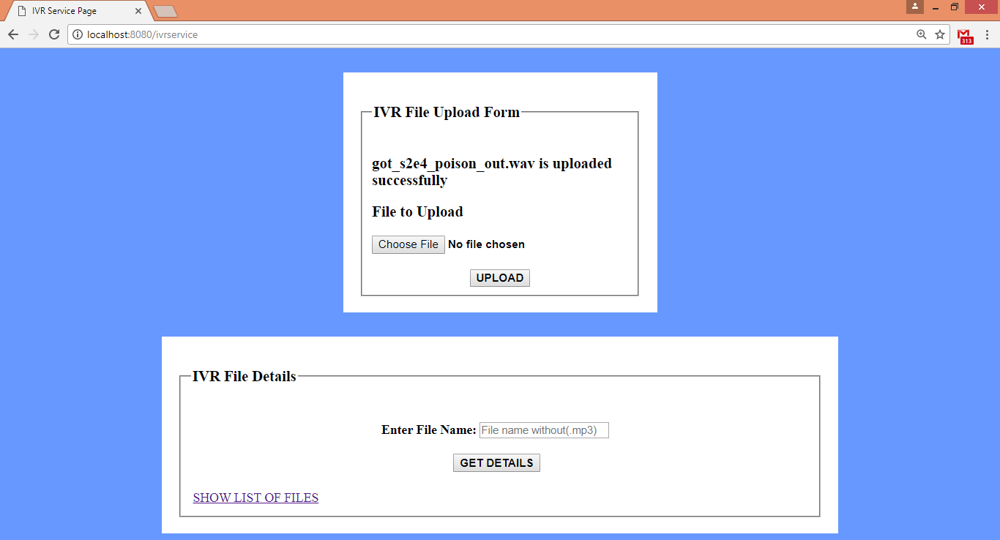 IVR Service Page
localhost:8080/ivrservice
313
IVR File Upload Form
got_s2e4_poison_out.wav is uploaded
successfully
File to Upload
Choose File No file chosen
UPLOAD
IVR File Details
Enter File Name: File name without(.mp3)
GET DETAILS
SHOW LIST OF FILES